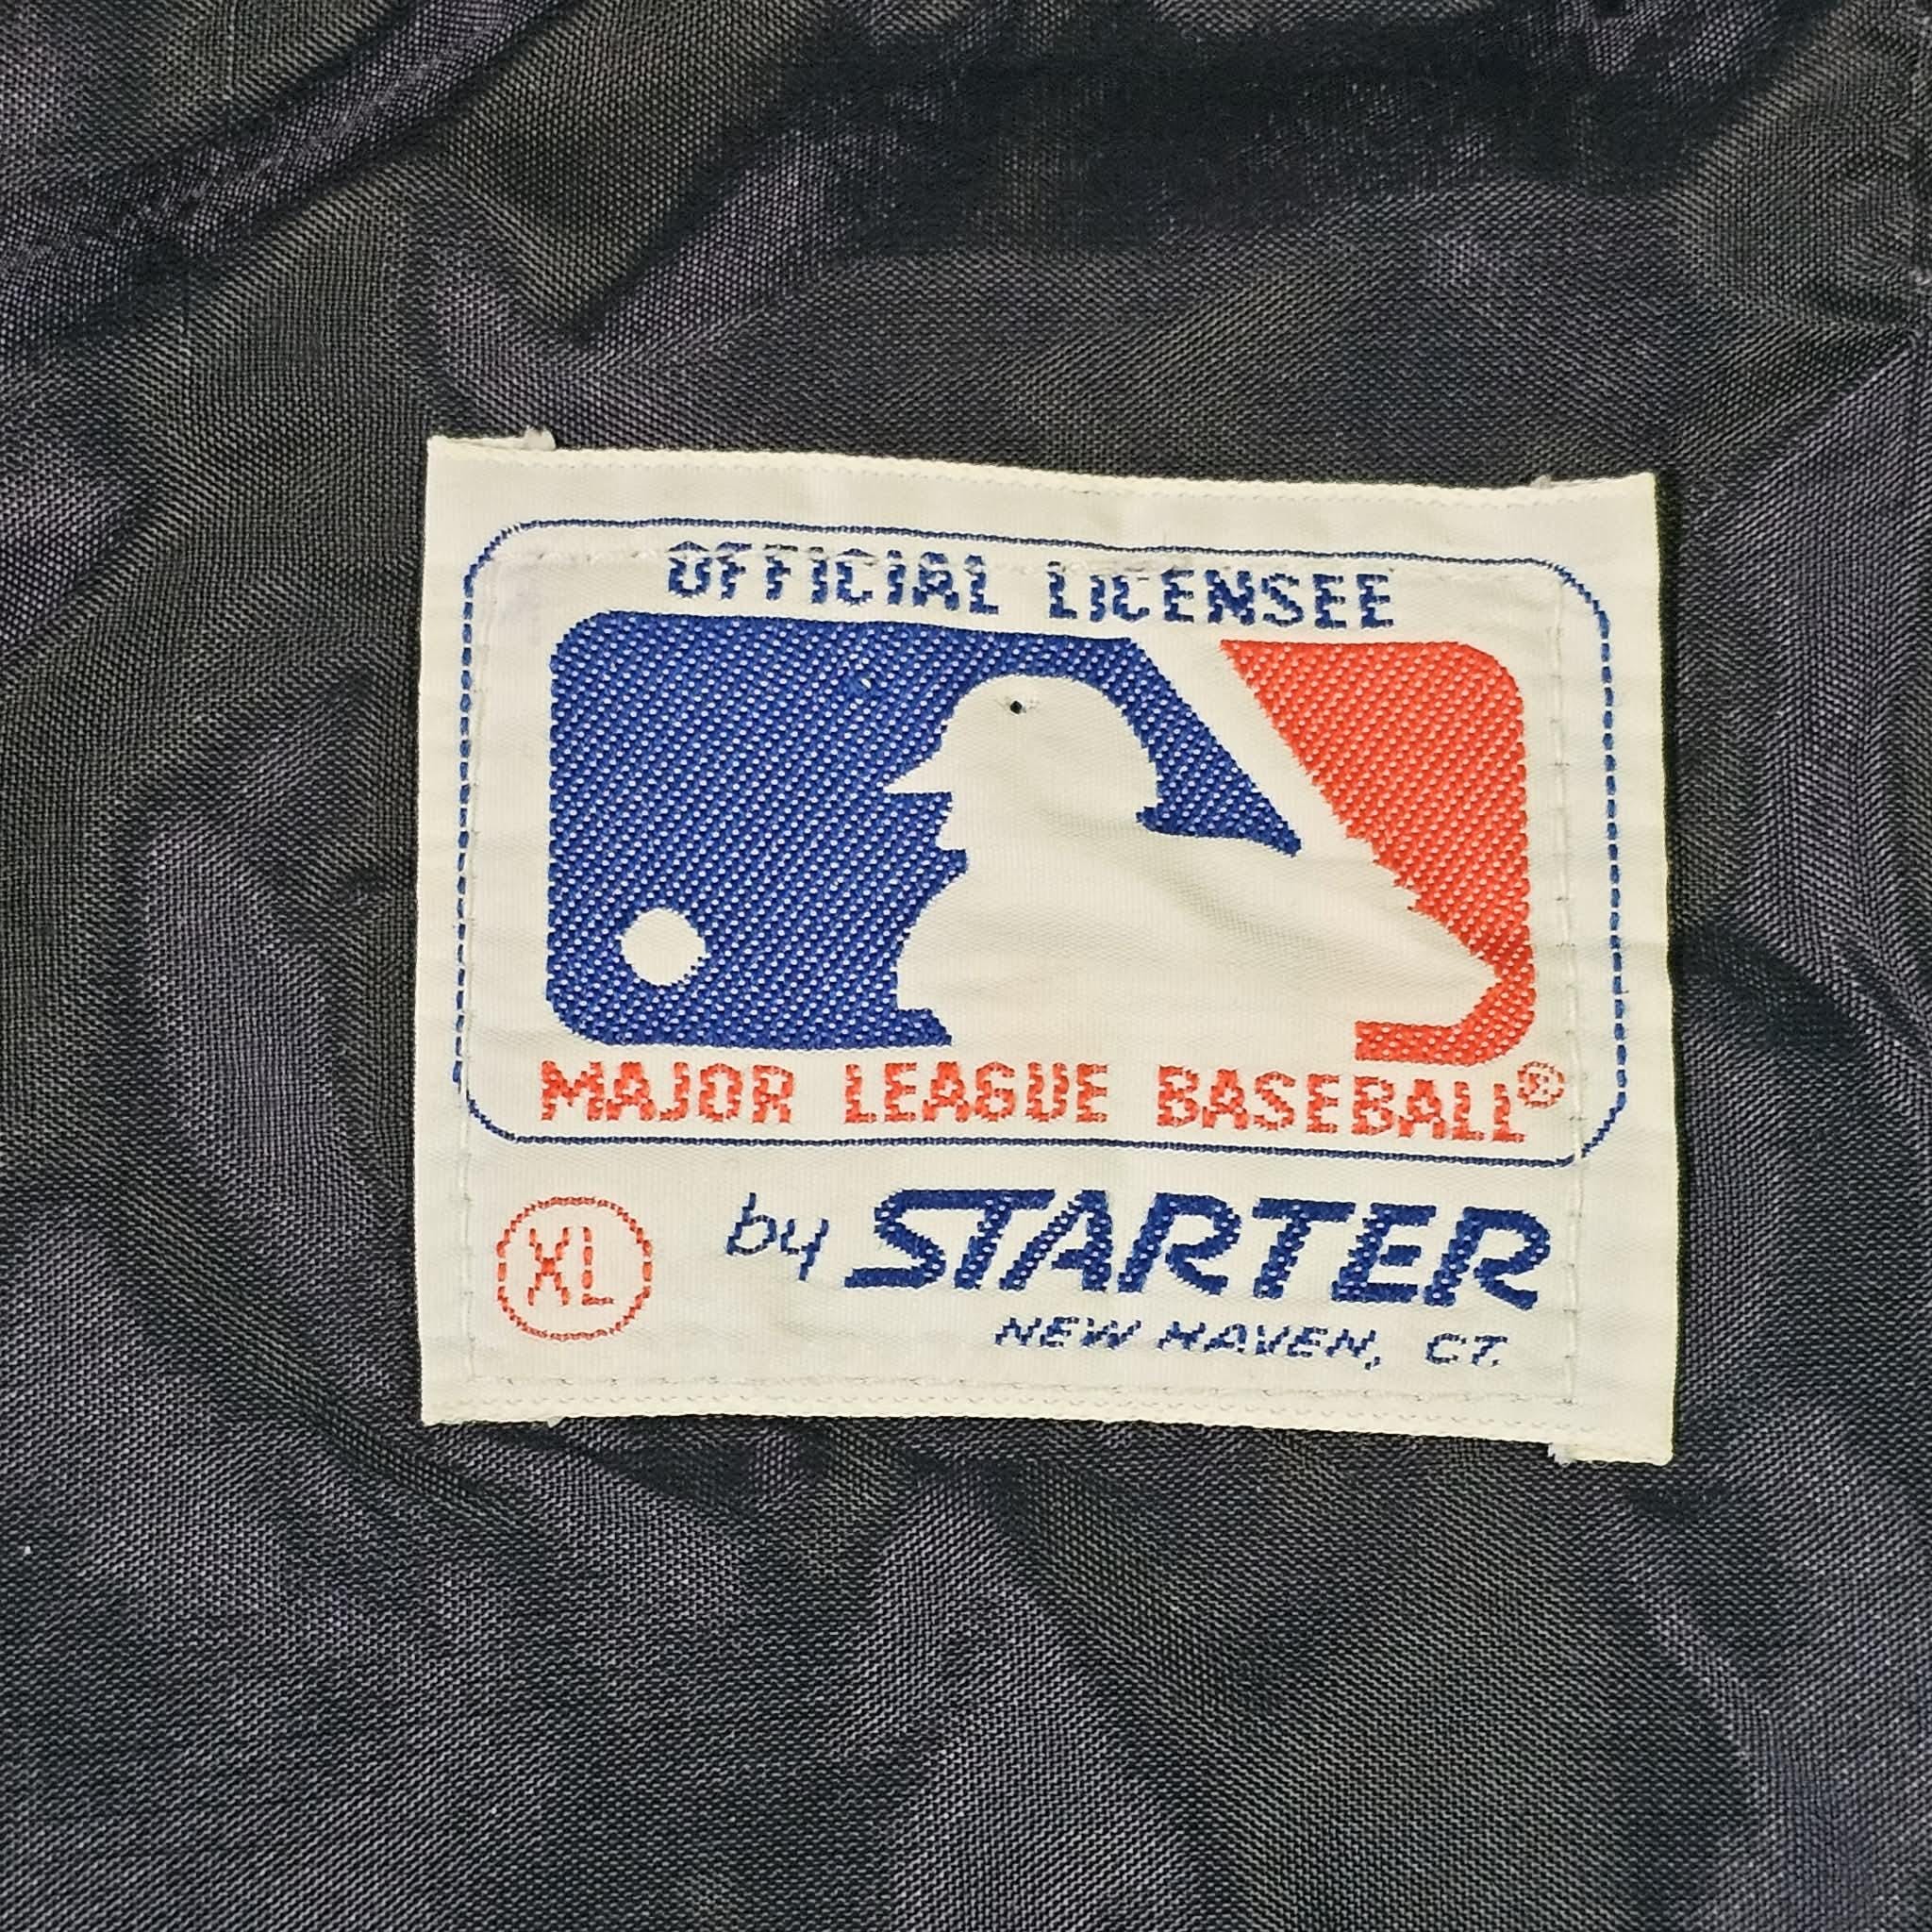 OFFICIAL LICENSEE
MAJOR LEAGUE BASEBALL®
XL
by STARTER
NEW HAVEN, CT.